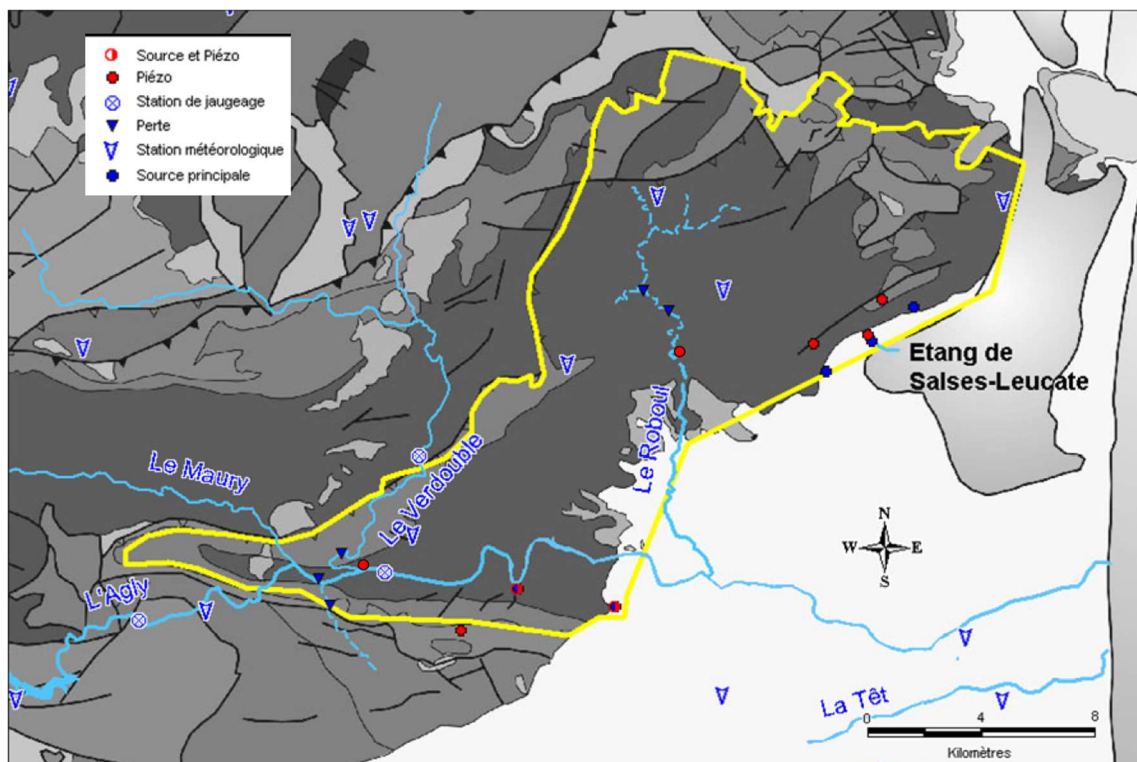 Source et Piézo
Piézo
Station de jaugeage
Perte
Station météorologique
Source principale
Etang de
Salses-Leucate
Le Roboul
Le Verdouble
Le Maury
L'Agly
N
W E
S
La Têt
0 4 8
Kilomètres